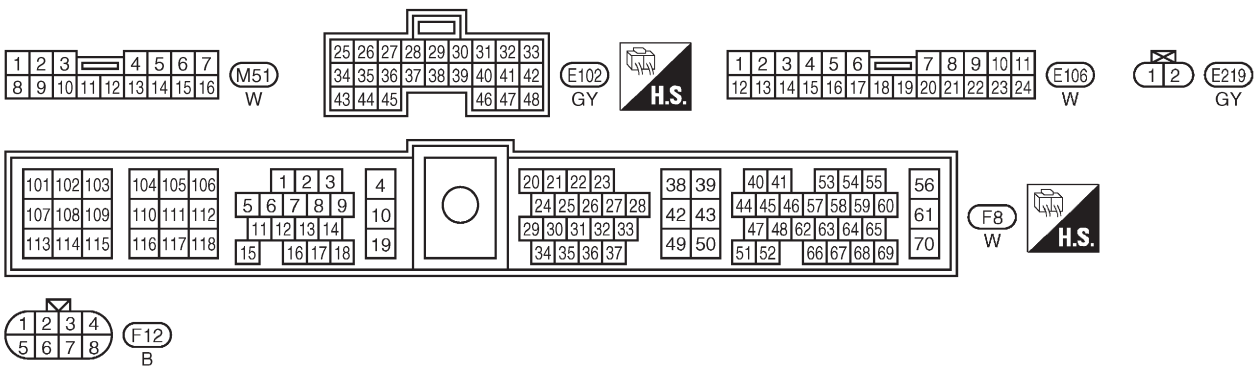 1 2 3 4 5 6 7
8 9 10 11 12 13 14 15 16
M51
W
25 26 27 28 29 30 31 32 33
34 35 36 37 38 39 40 41 42
43 44 45 46 47 48
E102
GY
H.S.
1 2 3 4 5 6 7 8 9 10 11
12 13 14 15 16 17 18 19 20 21 22 23 24
E106
W
1 2
E219
GY
101 102 103 104 105 106
107 108 109 110 111 112
113 114 115 116 117 118
1 2 3 4
5 6 7 8 9 10
11 12 13 14
15 16 17 18 19
20 21 22 23 38 39
24 25 26 27 28 42 43
29 30 31 32 33
34 35 36 37 49 50
40 41 53 54 55 56
44 45 46 57 58 59 60 61
47 48 62 63 64 65
51 52 66 67 68 69 70
F8
W
H.S.
1 2 3 4
5 6 7 8
F12
B